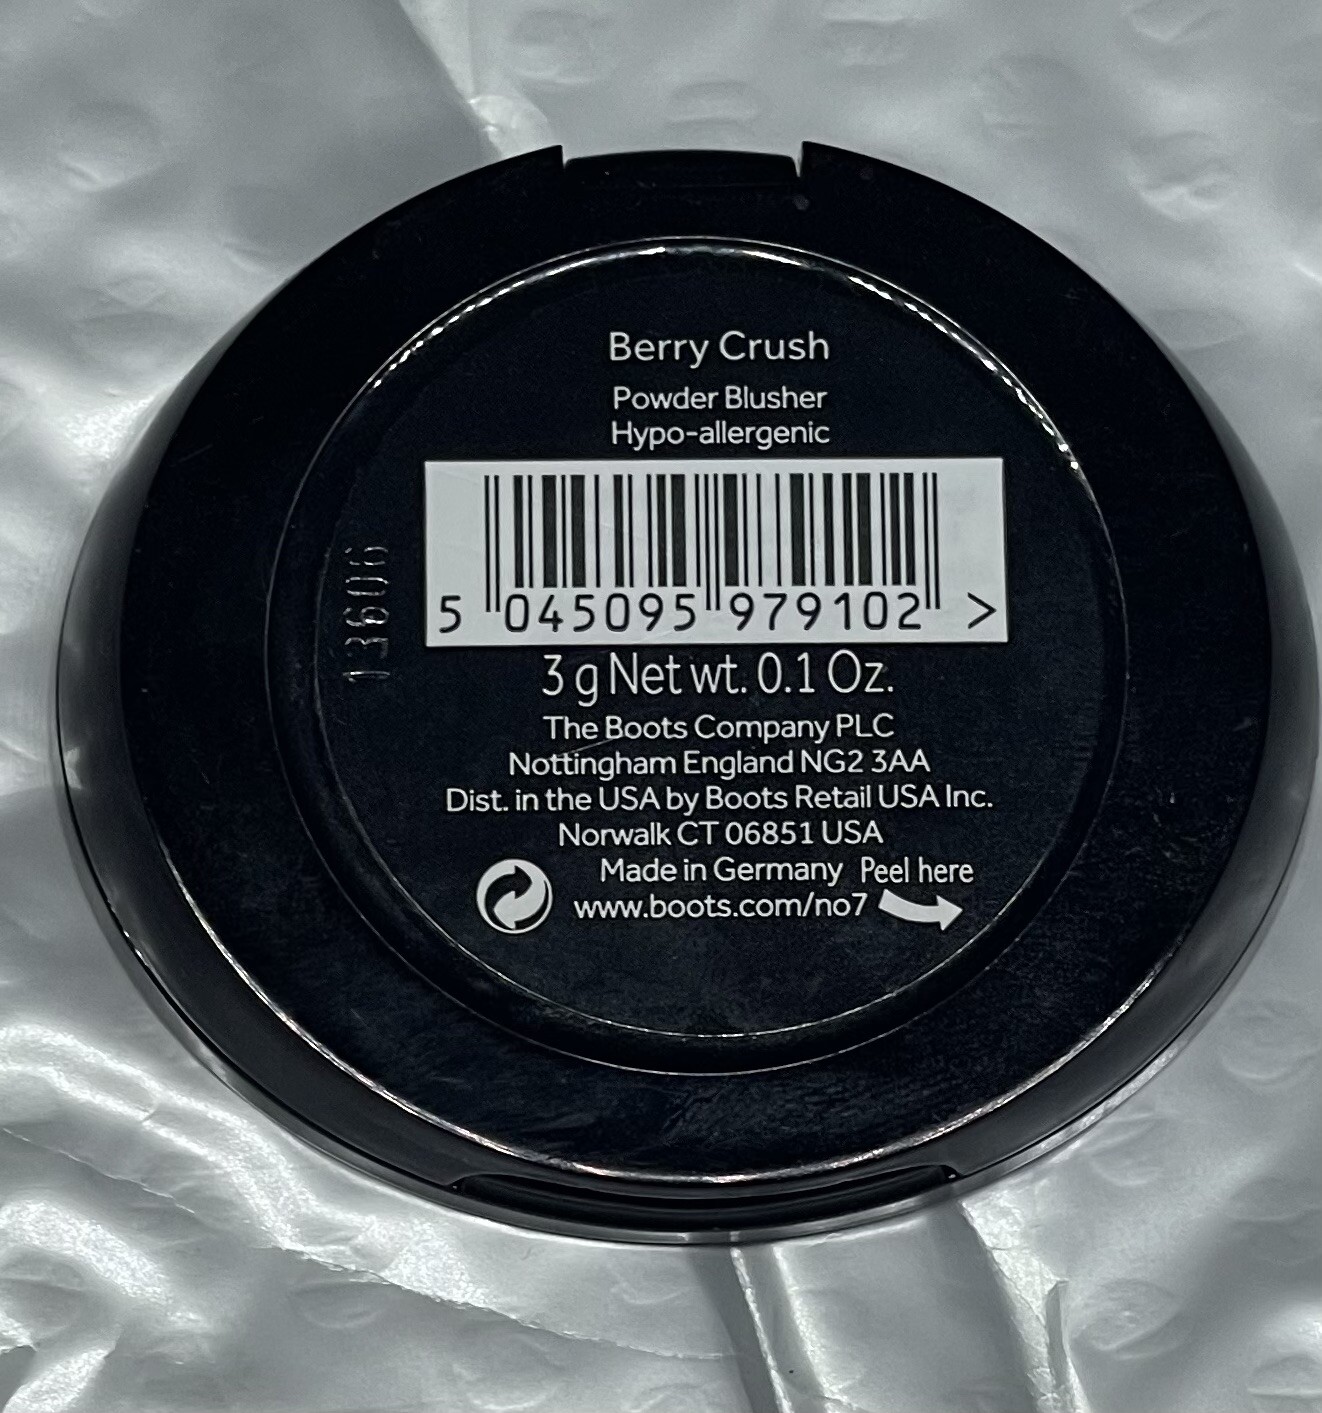 Berry Crush
Powder Blusher
Hypo-allergenic
5 045095 979102 >
3 g Net wt. 0.1 Oz.
The Boots Company PLC
Nottingham England NG2 3AA
Dist. in the USA by Boots Retail USA Inc.
Norwalk CT 06851 USA
Made in Germany Peel here
www.boots.com/no7
13606